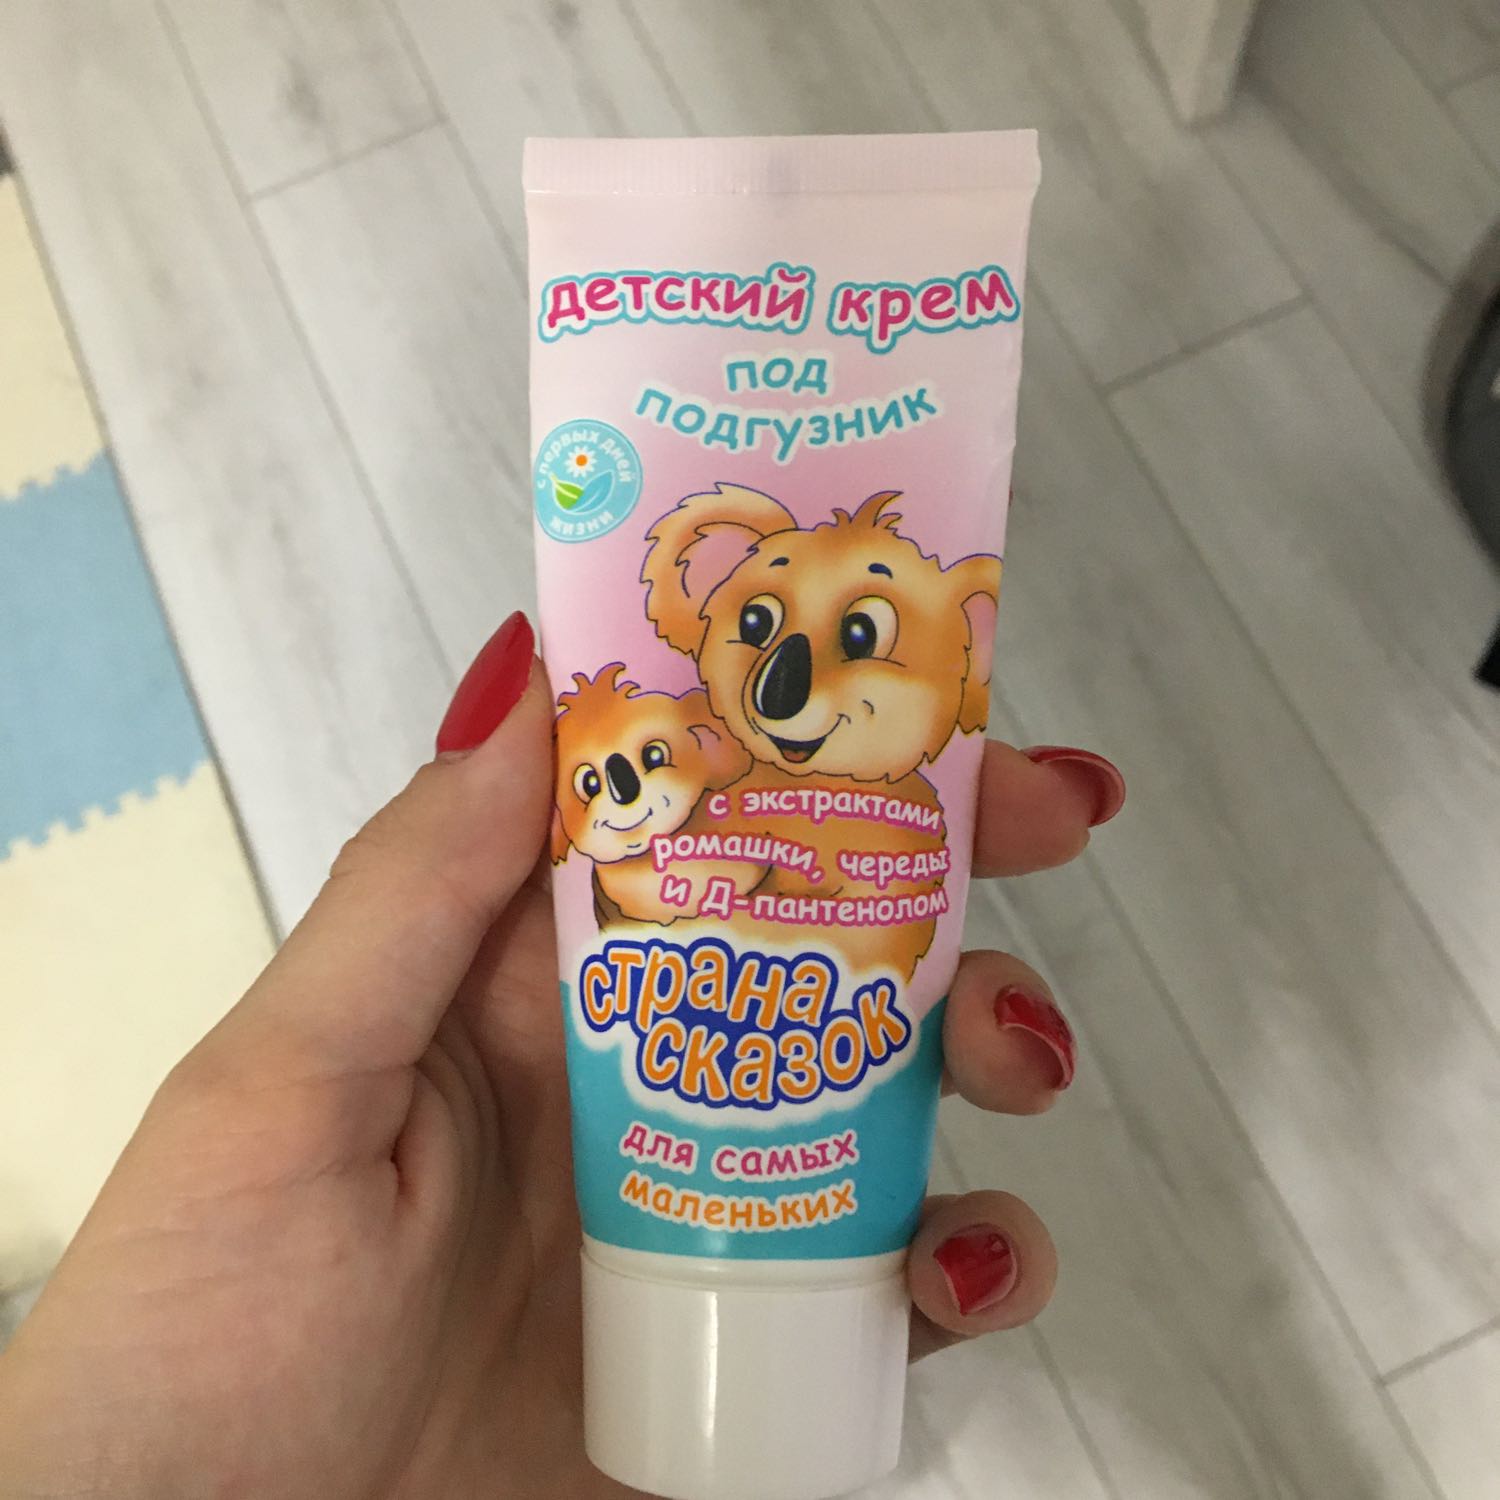 детский крем
под
подгузник
с первых дней
жизни
с экстрактами
ромашки, череды
и Д-пантенолом
страна
сказок
для самых
маленьких